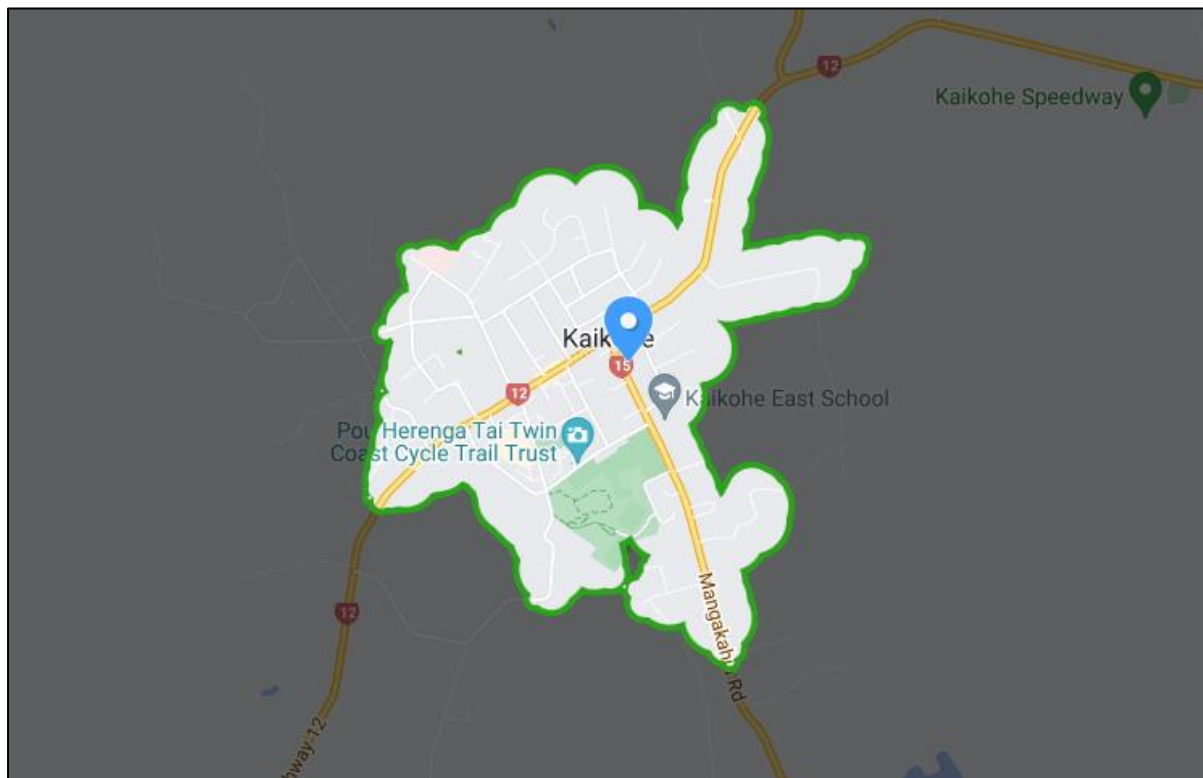 12
Kaikohe Speedway
Kaik
e
15
12
Kaikohe East School
Pou Herenga Tai Twin
Coast Cycle Trail Trust
12
Mangakahia Rd
hway 12